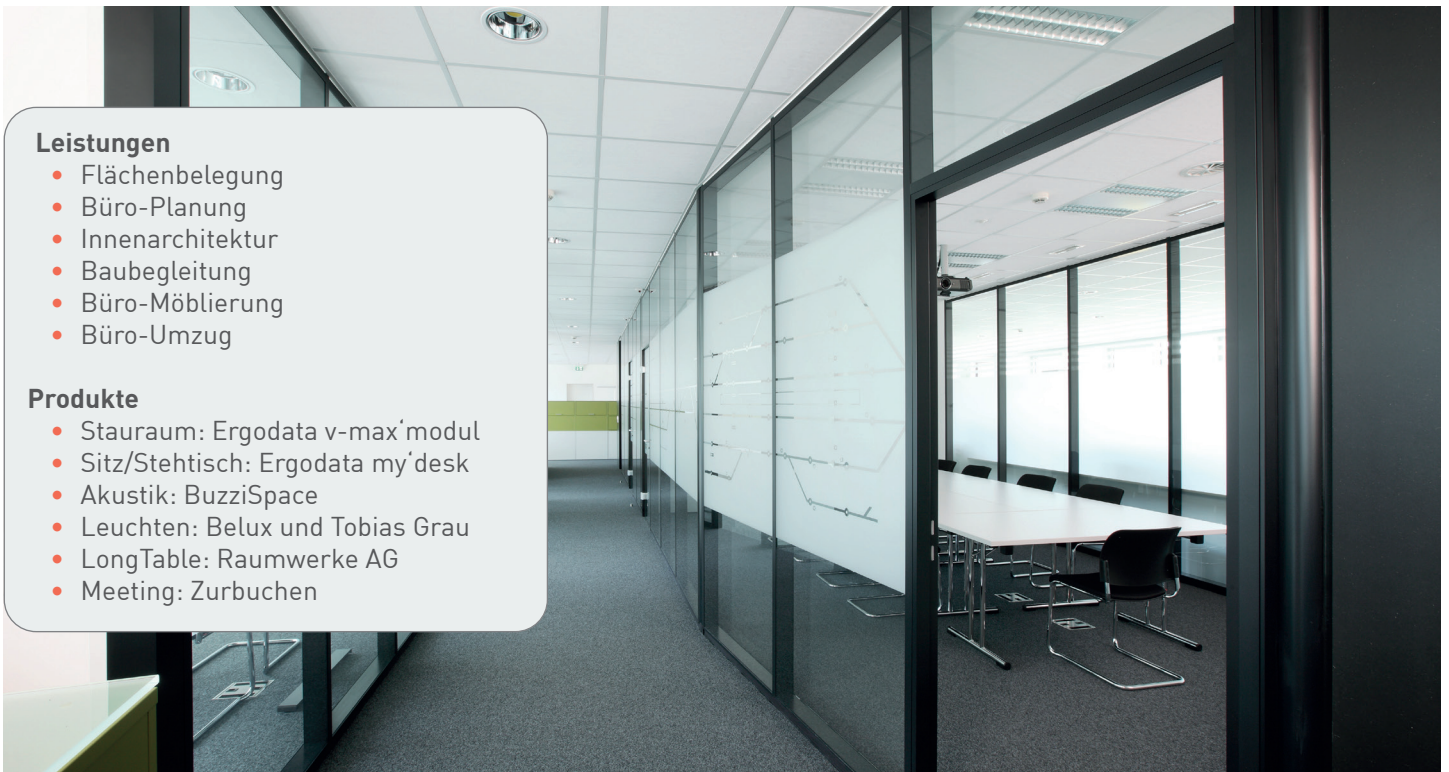 Leistungen
• Flächenbelegung
• Büro-Planung
• Innenarchitektur
• Baubegleitung
• Büro-Möblierung
• Büro-Umzug
Produkte
• Stauraum: Ergodata v-max‘modul
• Sitz/Stehtisch: Ergodata my‘desk
• Akustik: BuzziSpace
• Leuchten: Belux und Tobias Grau
• LongTable: Raumwerke AG
• Meeting: Zurbuchen